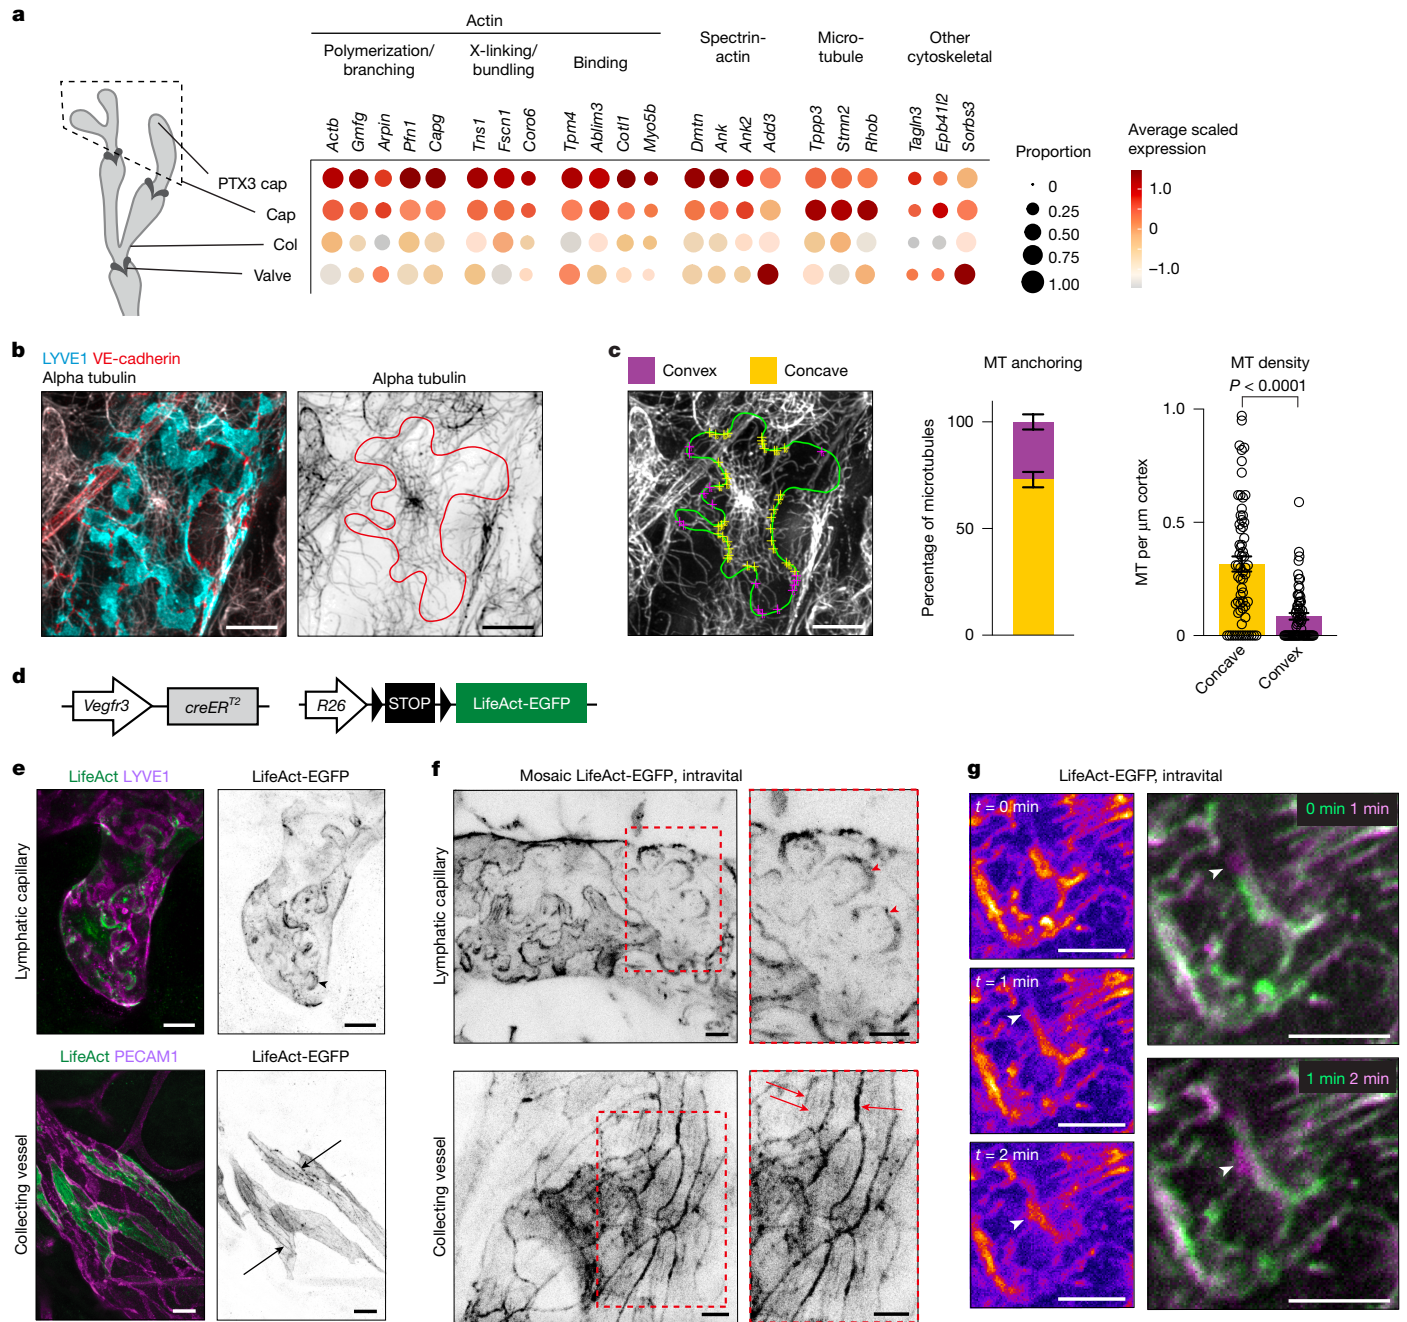 a
Actin
Polymerization/
branching
X-linking/
bundling
Binding
Spectrin-
actin
Micro-
tubule
Other
cytoskeletal
Actb Gmfg Arpin Pfn1 Capg Tns1 Fscn1 Coro6 Tpm4 Ablim3 Cotl1 Myo5b Dmtn Ank Ank2 Add3 Tppp3 Stmn2 Rhob Tagln3 Epb41l2 Sorbs3
PTX3 cap
Cap
Col
Valve
Proportion
0
0.25
0.50
0.75
1.00
Average scaled
expression
1.0
0
−1.0
b
LYVE1 VE-cadherin
Alpha tubulin
Alpha tubulin
c
Convex
Concave
MT anchoring
Percentage of microtubules
100
50
0
MT density
P < 0.0001
MT per μm cortex
1.0
0.5
0
Concave
Convex
d
Vegfr3
creERT2
R26
STOP
LifeAct-EGFP
e
LifeAct LYVE1
LifeAct-EGFP
Lymphatic capillary
LifeAct PECAM1
LifeAct-EGFP
Collecting vessel
f
Mosaic LifeAct-EGFP, intravital
Lymphatic capillary
Collecting vessel
g
LifeAct-EGFP, intravital
t = 0 min
t = 1 min
t = 2 min
0 min 1 min
1 min 2 min